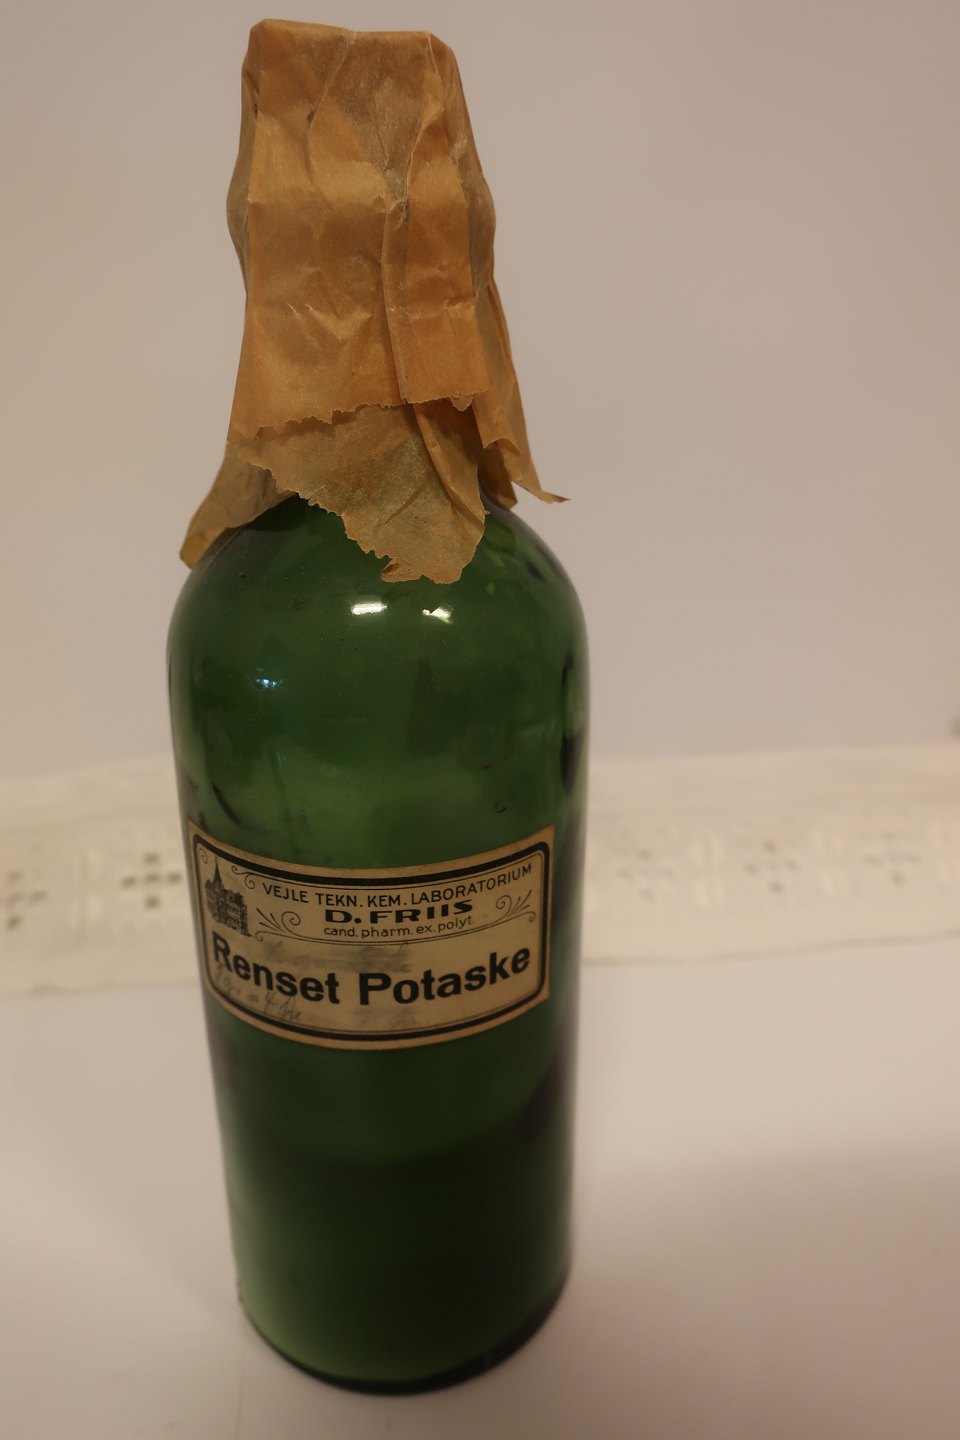 VEJLE TEKN. KEM. LABORATORIUM
D. FRIIS
cand. pharm. ex. polyt.
Renset Potaske